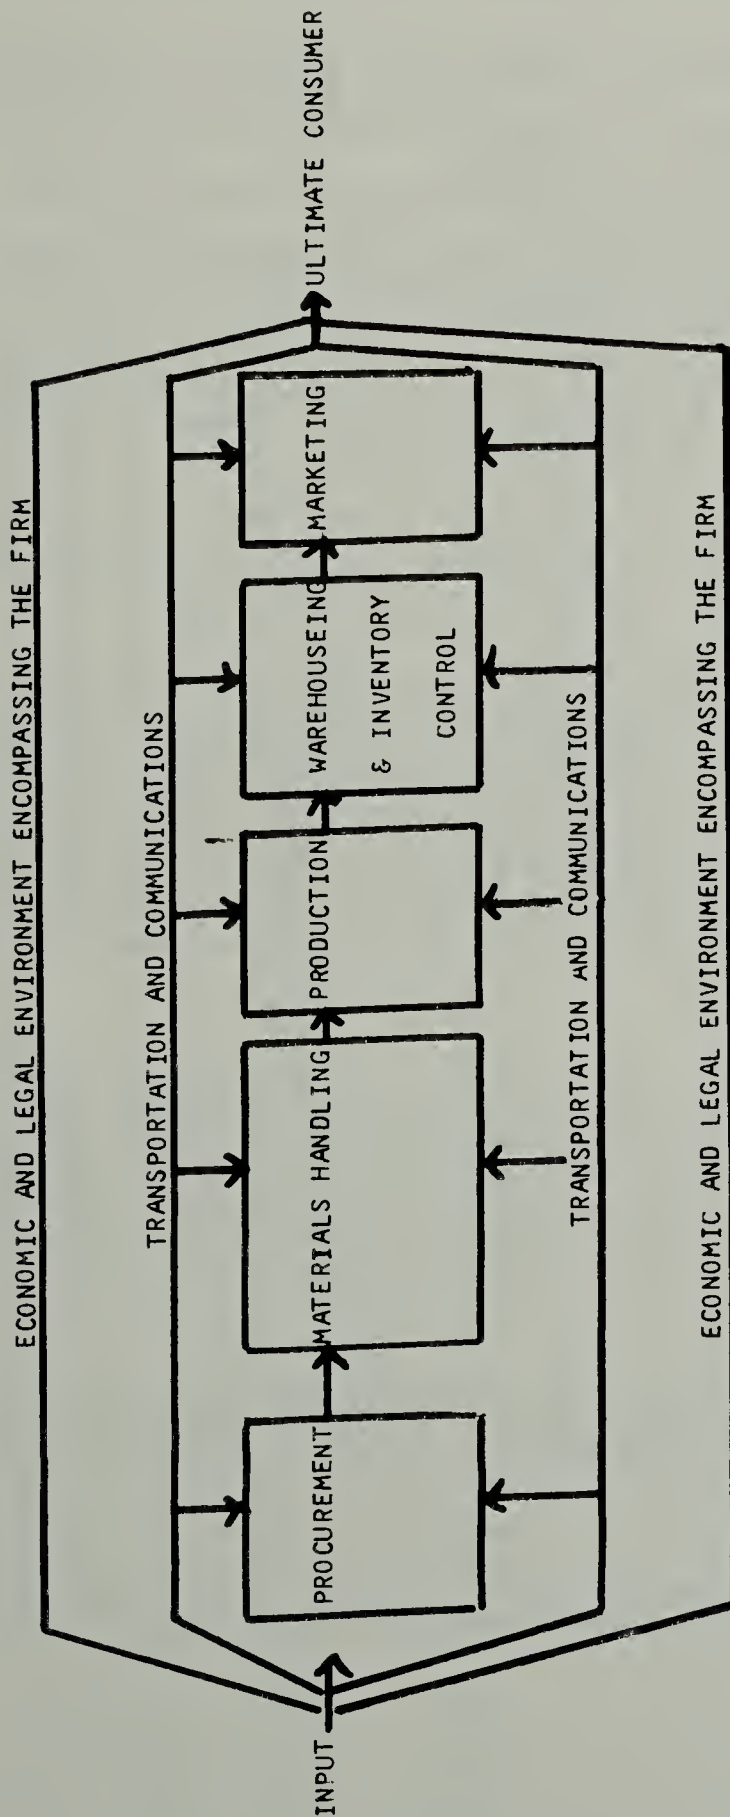 ECONOMIC AND LEGAL ENVIRONMENT ENCOMPASSING THE FIRM
TRANSPORTATION AND COMMUNICATIONS
INPUT
PROCUREMENT
MATERIALS HANDLING
PRODUCTION
WAREHOUSEING
& INVENTORY
CONTROL
MARKETING
ULTIMATE CONSUMER
TRANSPORTATION AND COMMUNICATIONS
ECONOMIC AND LEGAL ENVIRONMENT ENCOMPASSING THE FIRM